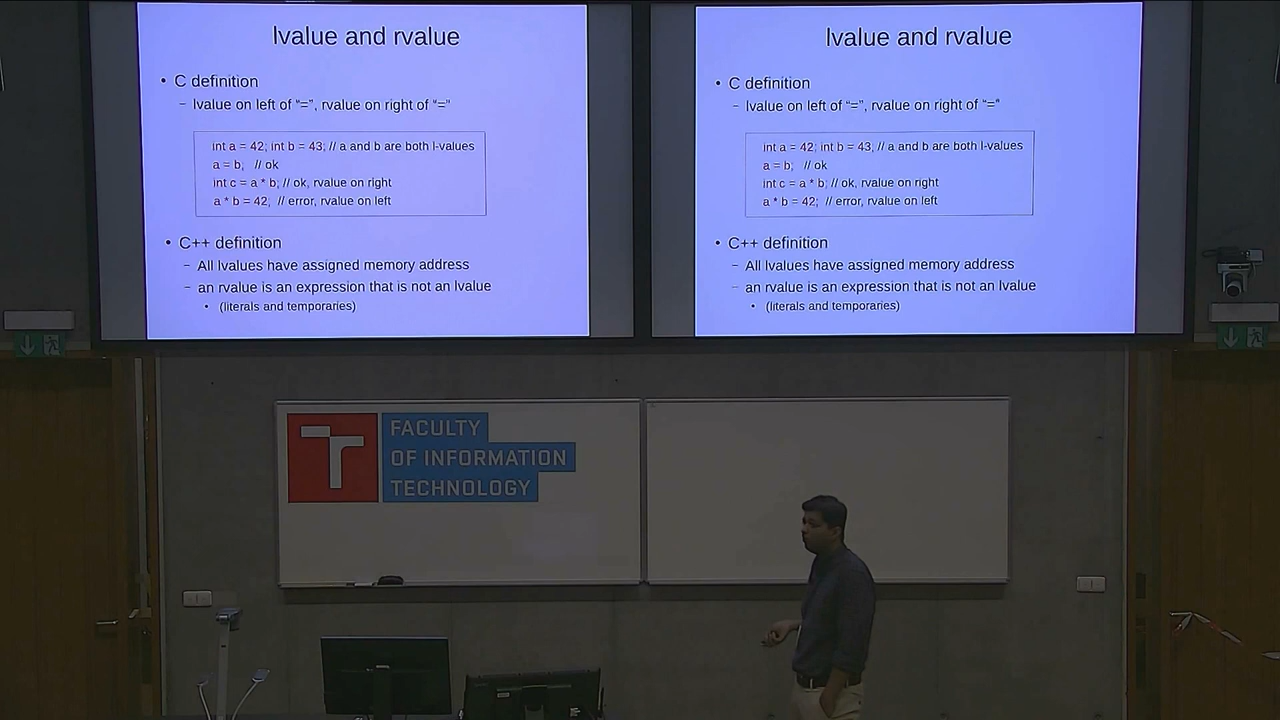 lvalue and rvalue
• C definition
– lvalue on left of “=”, rvalue on right of “=”
int a = 42; int b = 43; // a and b are both l-values
a = b; // ok
int c = a * b; // ok, rvalue on right
a * b = 42; // error, rvalue on left
• C++ definition
– All lvalues have assigned memory address
– an rvalue is an expression that is not an lvalue
• (literals and temporaries)
lvalue and rvalue
• C definition
– lvalue on left of “=”, rvalue on right of “=”
int a = 42; int b = 43; // a and b are both l-values
a = b; // ok
int c = a * b; // ok, rvalue on right
a * b = 42; // error, rvalue on left
• C++ definition
– All lvalues have assigned memory address
– an rvalue is an expression that is not an lvalue
• (literals and temporaries)
FACULTY
OF INFORMATION
TECHNOLOGY